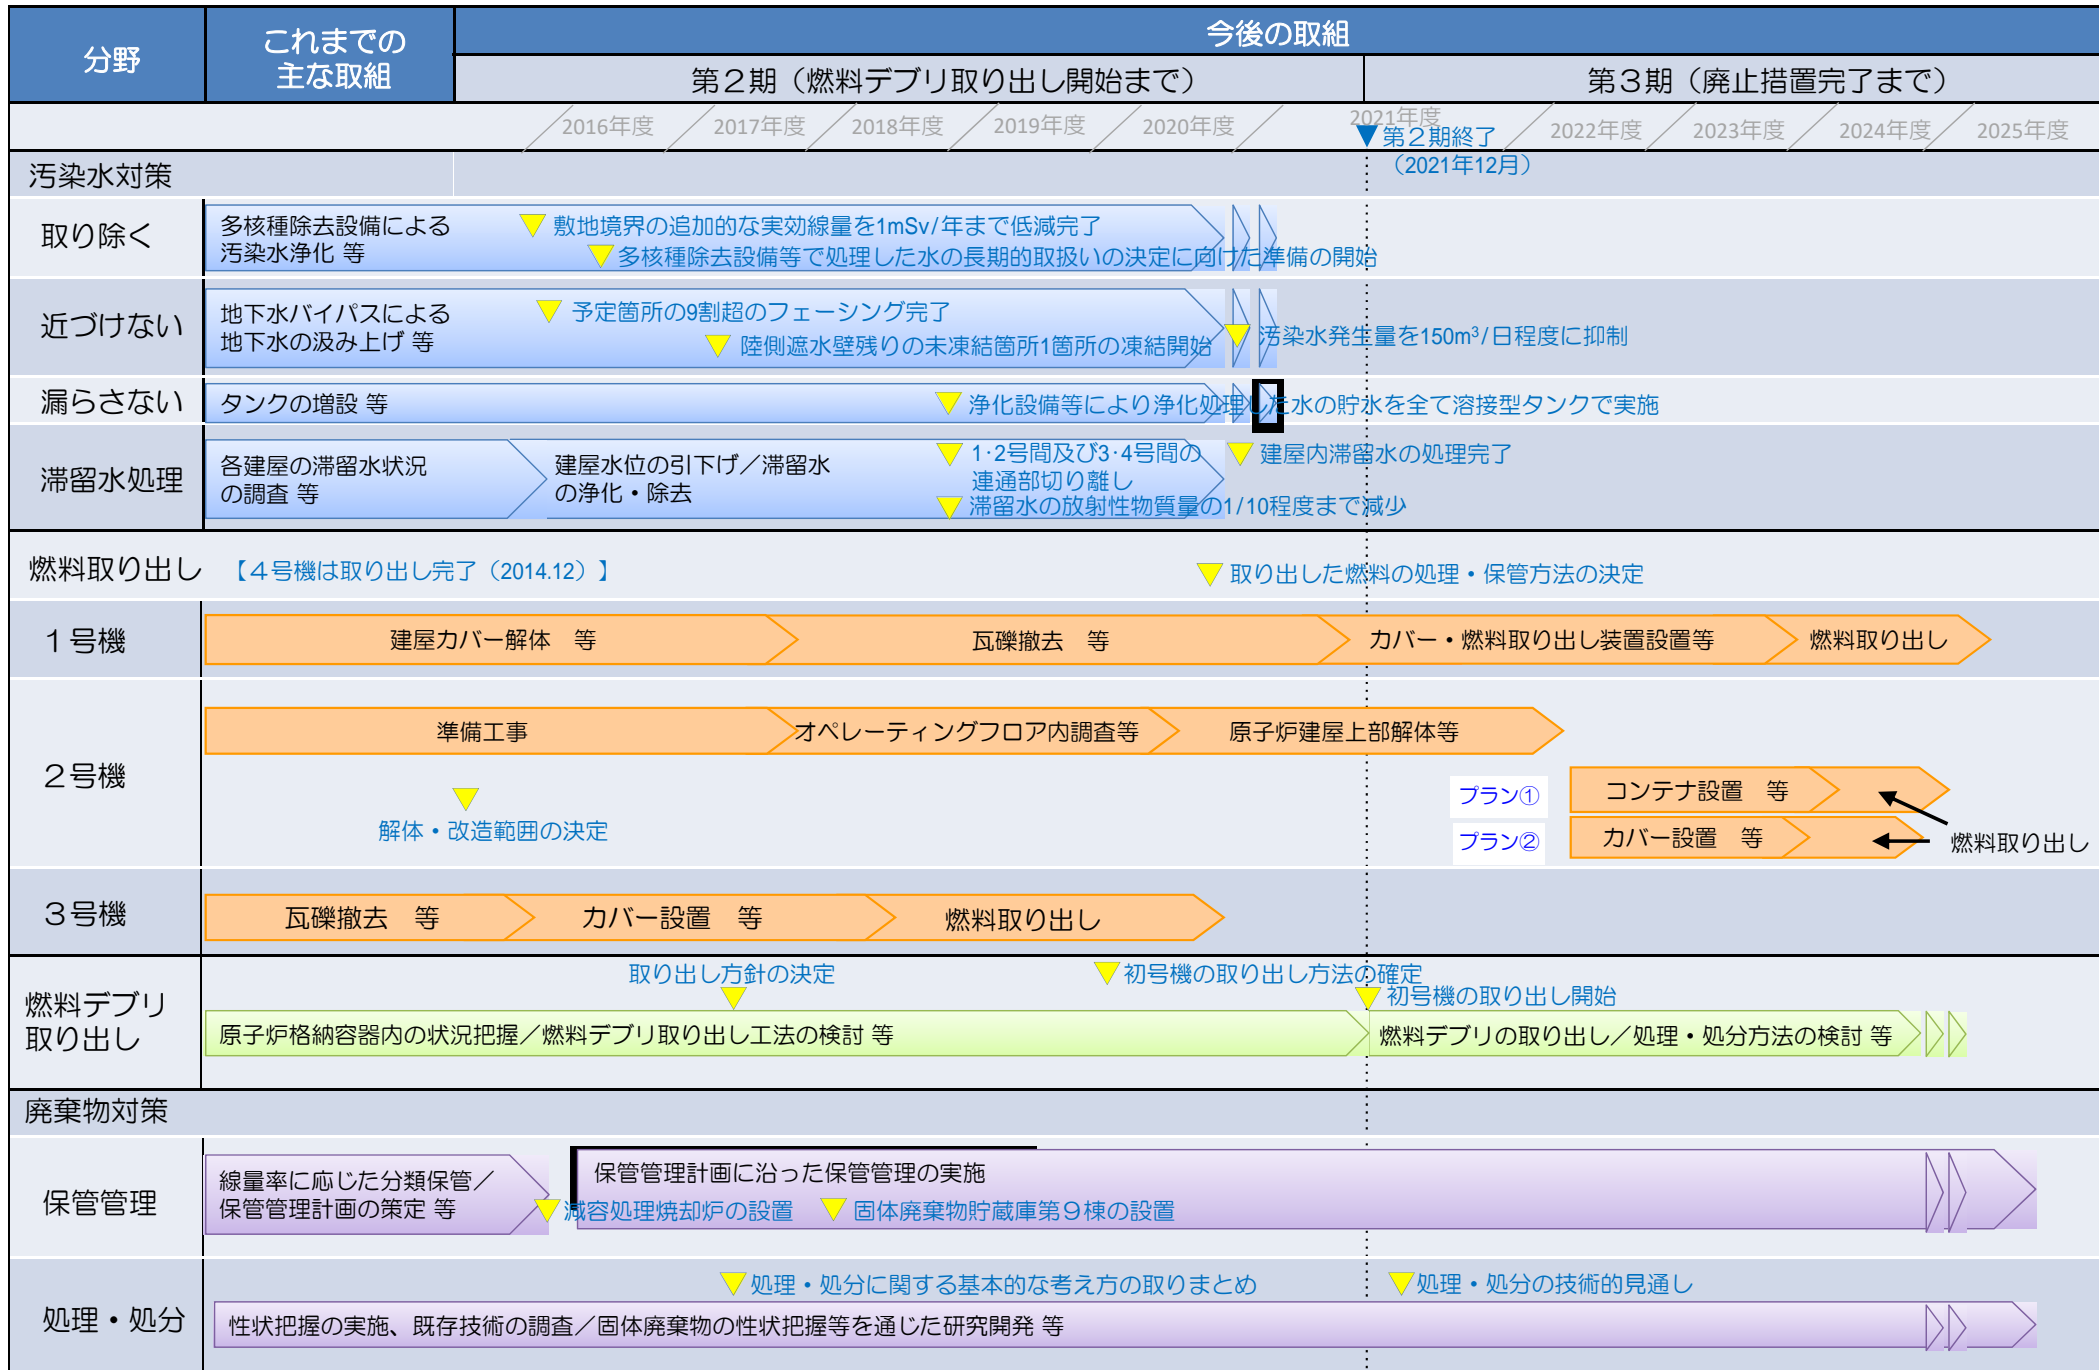 分野
これまでの
主な取組
今後の取組
第２期（燃料デブリ取り出し開始まで）
第３期（廃止措置完了まで）
2016年度
2017年度
2018年度
2019年度
2020年度
2021年度
2022年度
2023年度
2024年度
2025年度
第２期終了
（2021年12月）
汚染水対策
取り除く
多核種除去設備による
汚染水浄化 等
敷地境界の追加的な実効線量を1mSv/年まで低減完了
多核種除去設備等で処理した水の長期的取扱いの決定に向けた準備の開始
近づけない
地下水バイパスによる
地下水の汲み上げ 等
予定箇所の9割超のフェーシング完了
陸側遮水壁残りの未凍結箇所1箇所の凍結開始
汚染水発生量を150m³/日程度に抑制
漏らさない
タンクの増設 等
浄化設備等により浄化処理した水の貯水を全て溶接型タンクで実施
滞留水処理
各建屋の滞留水状況
の調査 等
建屋水位の引下げ／滞留水
の浄化・除去
1･2号間及び3･4号間の
連通部切り離し
滞留水の放射性物質量の1/10程度まで減少
建屋内滞留水の処理完了
燃料取り出し
【４号機は取り出し完了（2014.12）】
取り出した燃料の処理・保管方法の決定
１号機
建屋カバー解体　等
瓦礫撤去　等
カバー・燃料取り出し装置設置等
燃料取り出し
２号機
準備工事
オペレーティングフロア内調査等
原子炉建屋上部解体等
解体・改造範囲の決定
プラン①
コンテナ設置　等
プラン②
カバー設置　等
燃料取り出し
３号機
瓦礫撤去　等
カバー設置　等
燃料取り出し
燃料デブリ
取り出し
取り出し方針の決定
初号機の取り出し方法の確定
初号機の取り出し開始
原子炉格納容器内の状況把握／燃料デブリ取り出し工法の検討 等
燃料デブリの取り出し／処理・処分方法の検討 等
廃棄物対策
保管管理
線量率に応じた分類保管／
保管管理計画の策定 等
保管管理計画に沿った保管管理の実施
減容処理焼却炉の設置
固体廃棄物貯蔵庫第９棟の設置
処理・処分
処理・処分に関する基本的な考え方の取りまとめ
処理・処分の技術的見通し
性状把握の実施、既存技術の調査／固体廃棄物の性状把握等を通じた研究開発 等